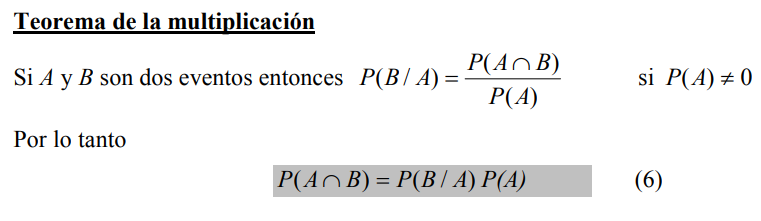 Teorema de la multiplicación
Si A y B son dos eventos entonces P(B / A) = P(A ∩ B) / P(A) si P(A) ≠ 0
Por lo tanto
P(A ∩ B) = P(B / A) P(A) (6)